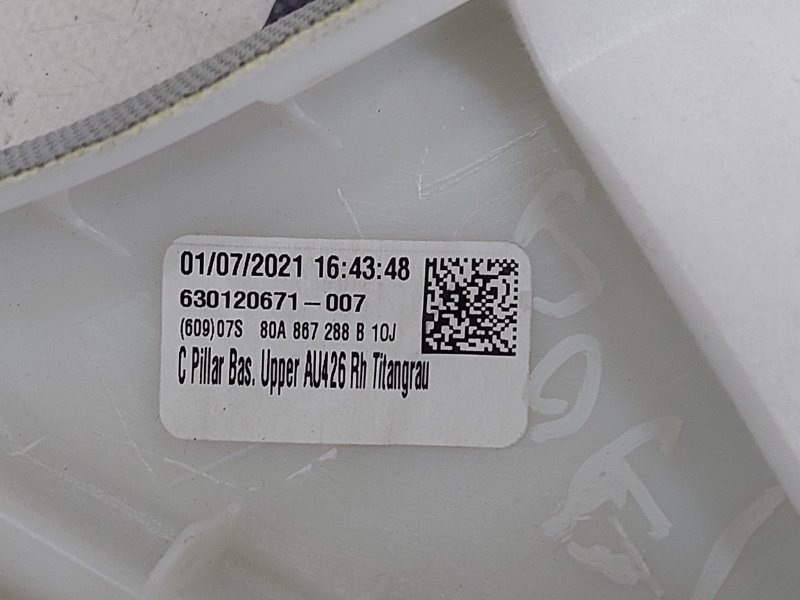 01/07/2021 16:43:48
630120671-007
(609)07S 80A 867 288 B 10J
C Pillar Bas. Upper AU426 Rh Titangrau